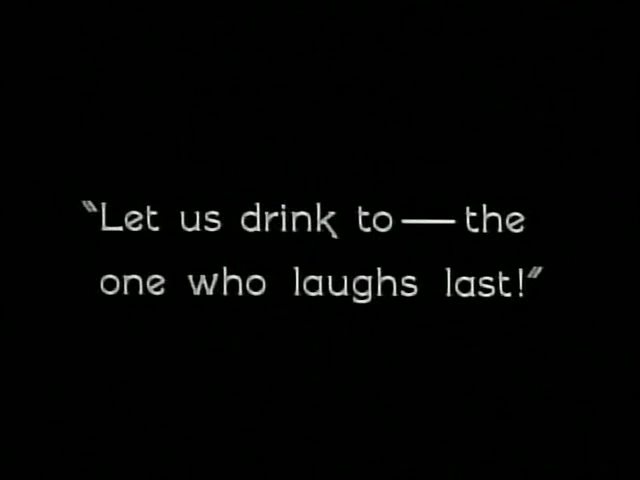 "Let us drink to — the
one who laughs last!"